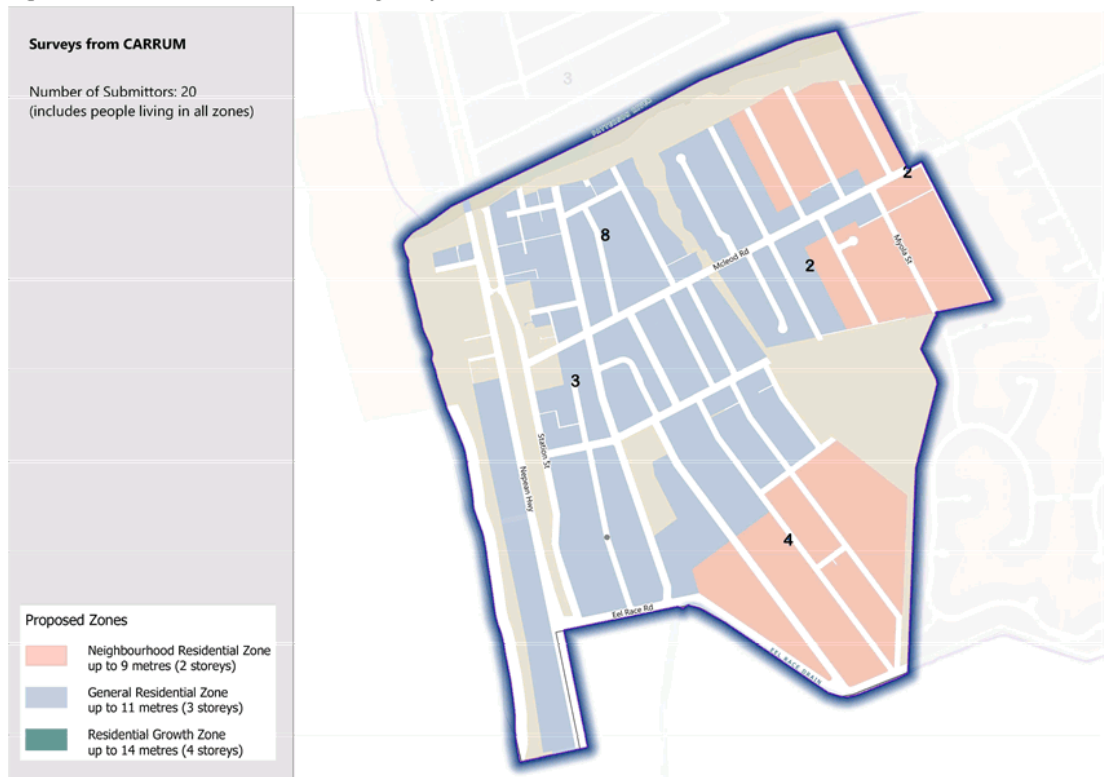 Surveys from CARRUM
Number of Submittors: 20
(includes people living in all zones)
3
PATTERSON RIVER
2
8
Mcleod Rd
2
Myola St
3
Station St
Nepean Hwy
4
Eel Race Rd
EEL RACE DRAIN
Proposed Zones
Neighbourhood Residential Zone
up to 9 metres (2 storeys)
General Residential Zone
up to 11 metres (3 storeys)
Residential Growth Zone
up to 14 metres (4 storeys)